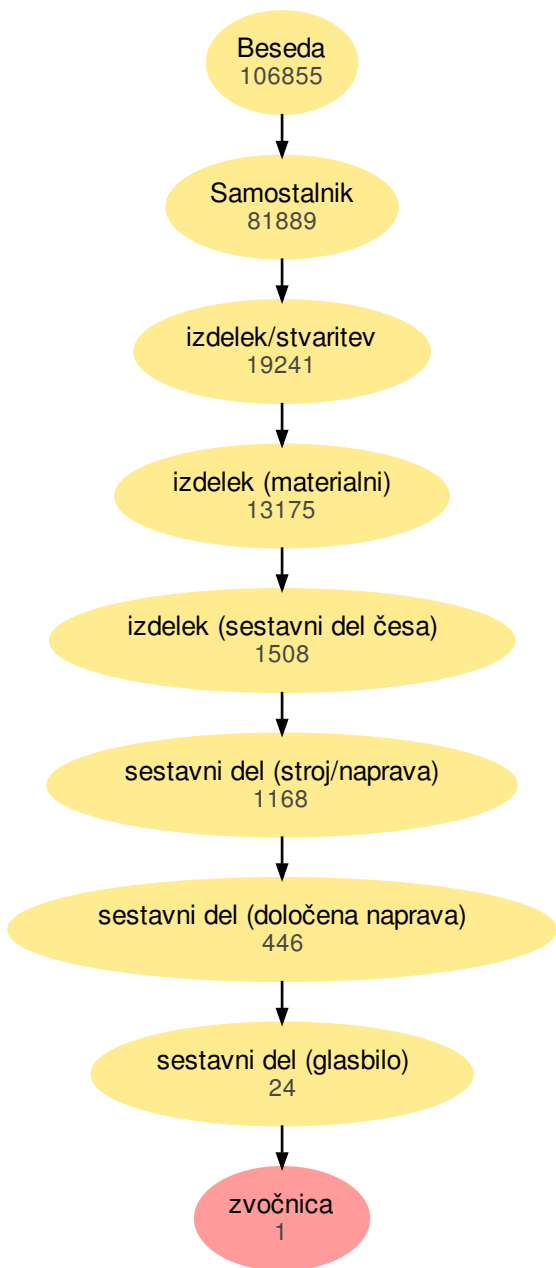 Beseda
106855
Samostalnik
81889
izdelek/stvaritev
19241
izdelek (materialni)
13175
izdelek (sestavni del česa)
1508
sestavni del (stroj/naprava)
1168
sestavni del (določena naprava)
446
sestavni del (glasbilo)
24
zvočnica
1